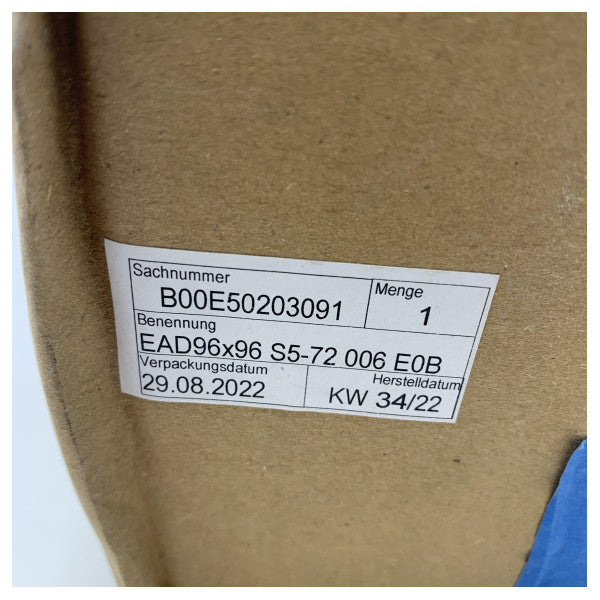 Sachnummer
B00E50203091
Menge
1
Benennung
EAD96x96 S5-72 006 E0B
Verpackungsdatum
29.08.2022
Herstelldatum
KW 34/22